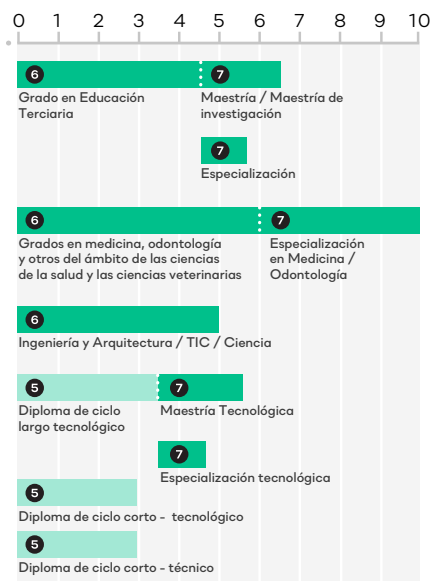 0 1 2 3 4 5 6 7 8 9 10
6 7
Grado en Educación
Terciaria
Maestría / Maestría de
investigación
7
Especialización
6 7
Grados en medicina, odontología
y otros del ámbito de las ciencias
de la salud y las ciencias veterinarias
Especialización
en Medicina /
Odontología
6
Ingeniería y Arquitectura / TIC / Ciencia
5 7
Diploma de ciclo
largo tecnológico
Maestría Tecnológica
7
Especialización tecnológica
5
Diploma de ciclo corto - tecnológico
5
Diploma de ciclo corto - técnico